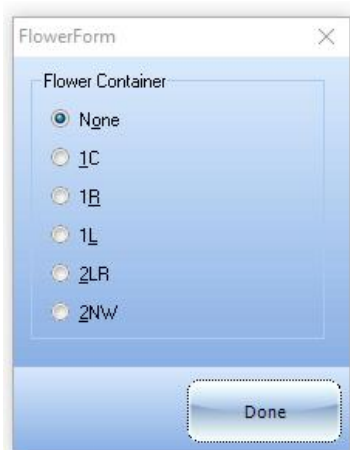 FlowerForm
Flower Container
None
1C
1R
1L
2LR
2NW
Done